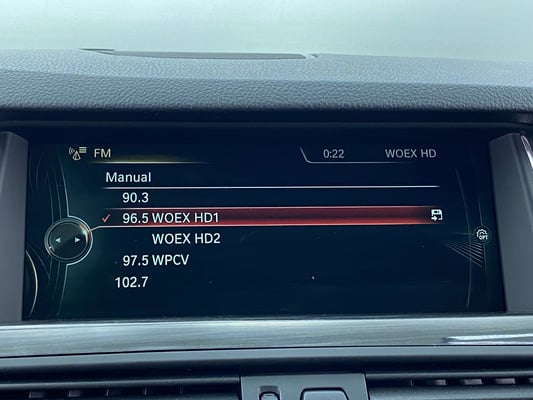 FM 0:22 WOEX HD
Manual
90.3
96.5 WOEX HD1
WOEX HD2
97.5 WPCV
102.7
OPT